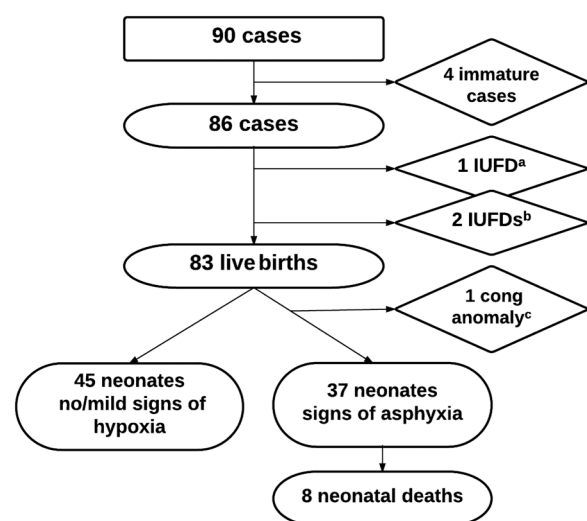 90 cases
4 immature
cases
86 cases
1 IUFDᵃ
2 IUFDsᵇ
83 live births
1 cong
anomalyᶜ
45 neonates
no/mild signs of
hypoxia
37 neonates
signs of asphyxia
8 neonatal deaths